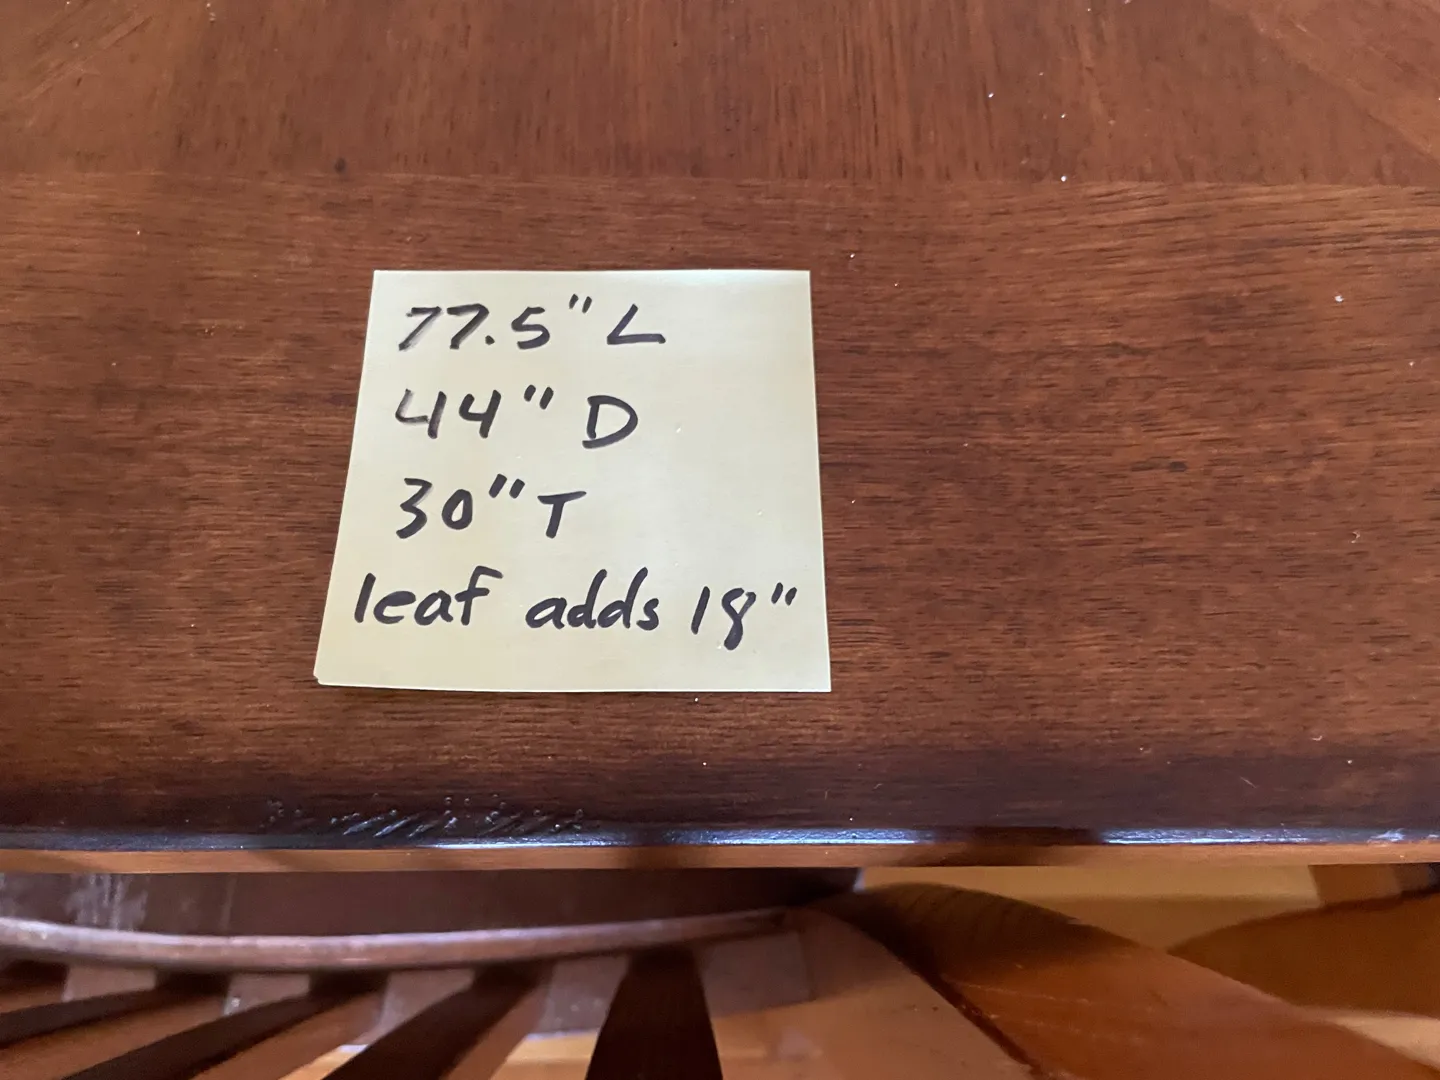 77.5" L
44" D
30" T
leaf adds 18"